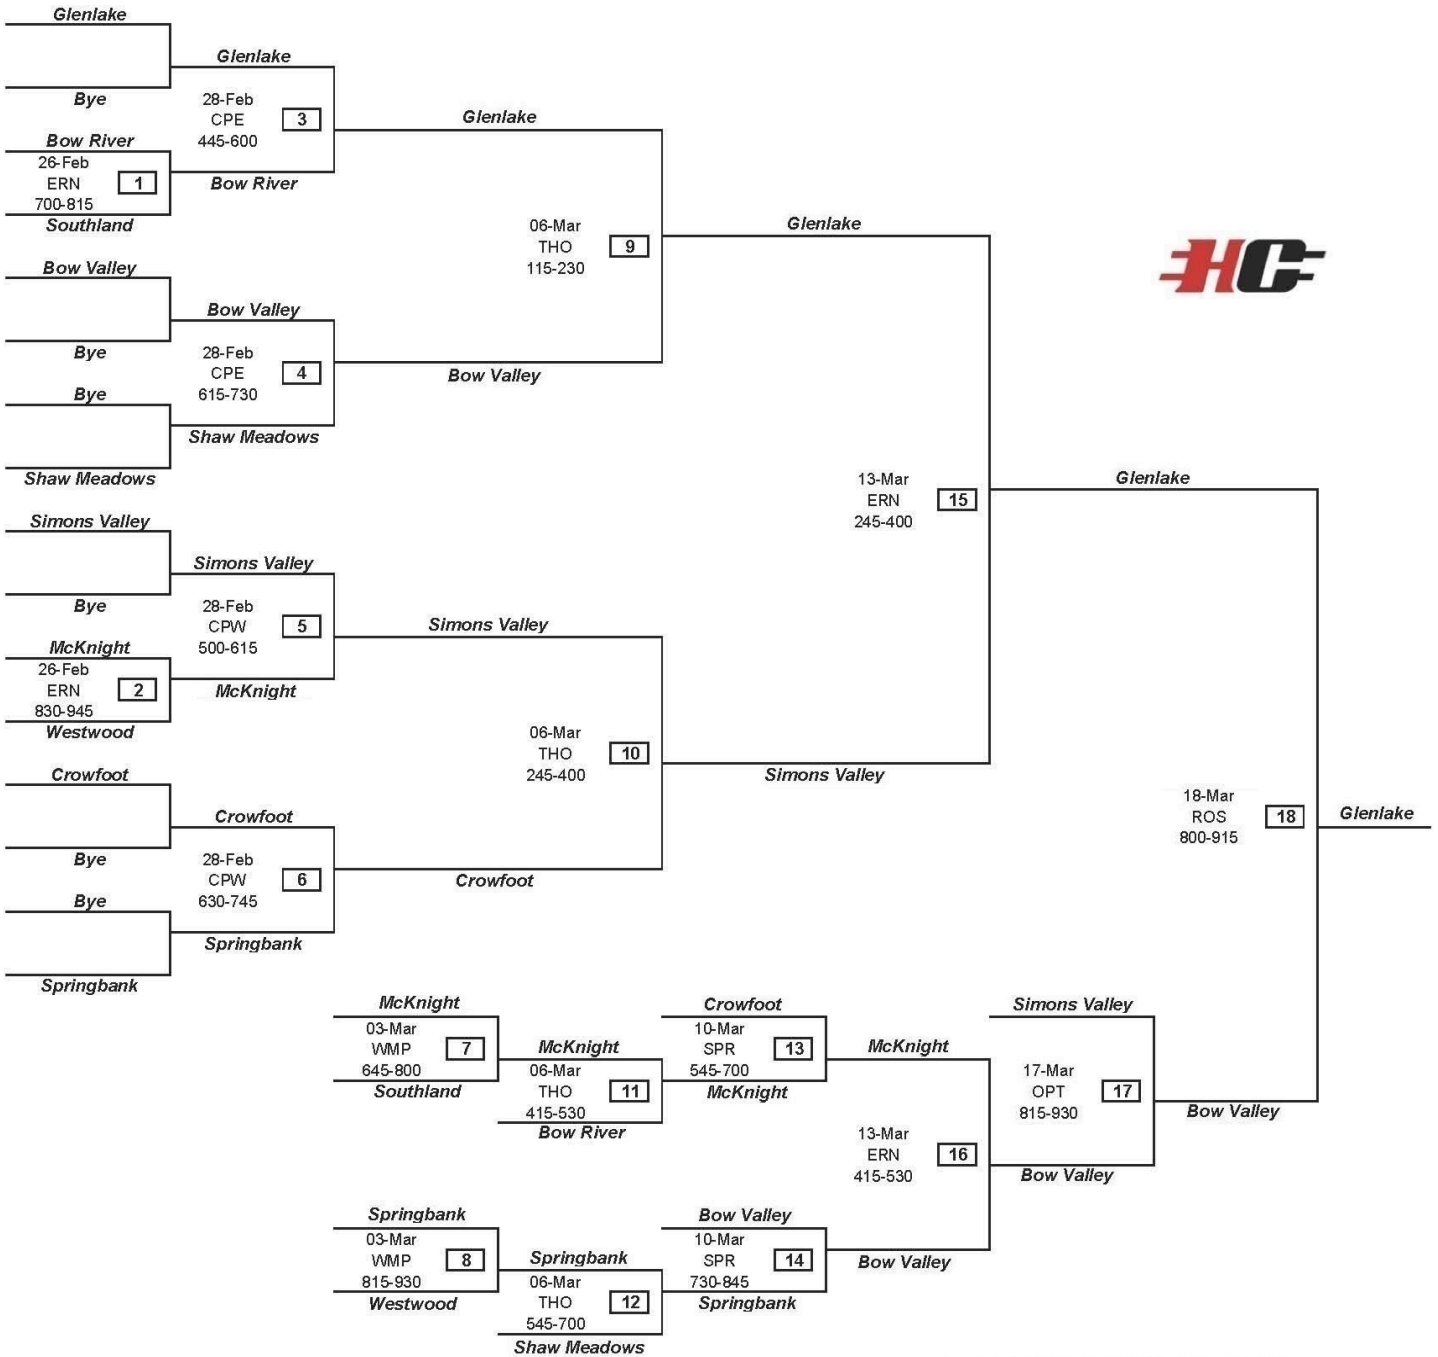 Glenlake
Glenlake
Bye
28-Feb
CPE
3
445-600
Glenlake
Bow River
26-Feb
ERN
1
700-815
Bow River
Southland
06-Mar
THO
9
115-230
Glenlake
HC
Bow Valley
Bow Valley
Bye
28-Feb
CPE
4
615-730
Bow Valley
Bye
Shaw Meadows
Shaw Meadows
13-Mar
ERN
15
245-400
Glenlake
Simons Valley
Simons Valley
Bye
28-Feb
CPW
5
500-615
Simons Valley
McKnight
26-Feb
ERN
2
830-945
McKnight
Westwood
06-Mar
THO
10
245-400
Simons Valley
Crowfoot
Crowfoot
Bye
28-Feb
CPW
6
630-745
Crowfoot
Bye
Springbank
Springbank
18-Mar
ROS
18
800-915
Glenlake
McKnight
03-Mar
WMP
7
645-800
Southland
McKnight
06-Mar
THO
11
415-530
Bow River
Crowfoot
10-Mar
SPR
13
545-700
McKnight
McKnight
13-Mar
ERN
16
415-530
Simons Valley
17-Mar
OPT
17
815-930
Bow Valley
Bow Valley
Springbank
03-Mar
WMP
8
815-930
Westwood
Springbank
06-Mar
THO
12
545-700
Shaw Meadows
Bow Valley
10-Mar
SPR
14
730-845
Springbank
Bow Valley